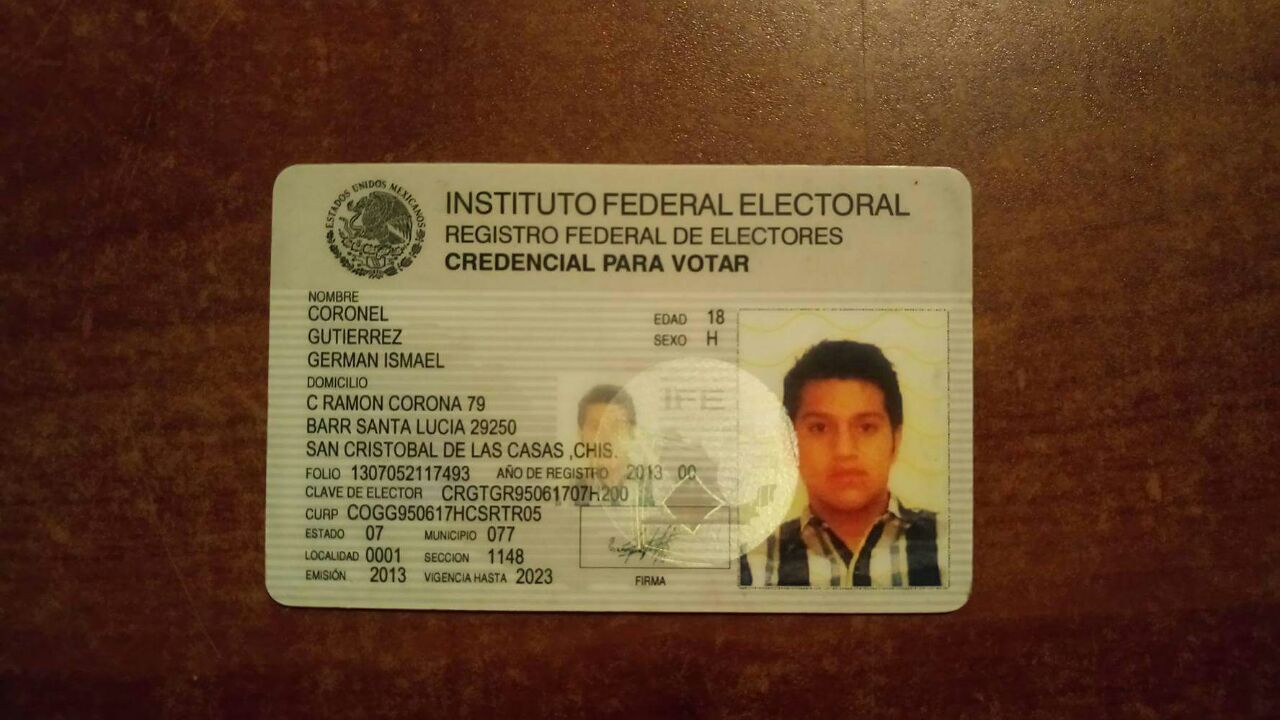 ESTADOS UNIDOS MEXICANOS
INSTITUTO FEDERAL ELECTORAL
REGISTRO FEDERAL DE ELECTORES
CREDENCIAL PARA VOTAR
NOMBRE
CORONEL
GUTIERREZ
GERMAN ISMAEL
EDAD 18
SEXO H
DOMICILIO
C RAMON CORONA 79
BARR SANTA LUCIA 29250
SAN CRISTOBAL DE LAS CASAS ,CHIS.
IFE
FOLIO 1307052117493 AÑO DE REGISTRO 2013 00
CLAVE DE ELECTOR CRGTGR95061707H200
CURP COGG950617HCSRTR05
ESTADO 07 MUNICIPIO 077
LOCALIDAD 0001 SECCION 1148
EMISIÓN 2013 VIGENCIA HASTA 2023
FIRMA